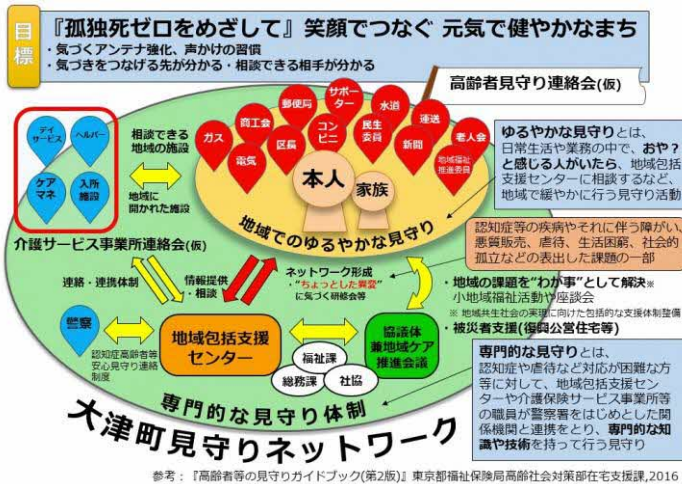 目標
『孤独死ゼロをめざして』笑顔でつなぐ 元気で健やかなまち
・気づくアンテナ強化、声かけの習慣
・気づきをつなげる先が分かる・相談できる相手が分かる
高齢者見守り連絡会(仮)
デイサービス
ヘルパー
ケアマネ
入所施設
介護サービス事業所連絡会(仮)
相談できる
地域の施設
地域に
開かれた施設
ガス
商工会
郵便局
サポーター
水道
運送
電気
区長
コンビニ
民生委員
新聞
老人会
地域福祉推進委員
本人
家族
地域でのゆるやかな見守り
ゆるやかな見守りとは、
日常生活や業務の中で、おや？
と感じる人がいたら、地域包括
支援センターに相談するなど、
地域で緩やかに行う見守り活動
認知症等の疾病やそれに伴う障がい、
悪質販売、虐待、生活困窮、社会的
孤立などの表出した課題の一部
連絡・連携体制
情報提供
・相談
ネットワーク形成
・“ちょっとした異変”
に気づく研修会等
・地域の課題を“わが事”として解決※
小地域福祉活動や座談会
※ 地域共生社会の実現に向けた包括的な支援体制整備
・被災者支援(復興公営住宅等)
警察
認知症高齢者等
安心見守り連絡
制度
地域包括支援
センター
協議体
兼地域ケア
推進会議
福祉課
総務課
社協
専門的な見守り体制
専門的な見守りとは、
認知症や虐待など対応が困難な方
等に対して、地域包括支援セン
ターや介護保険サービス事業所等
の職員が警察署をはじめとした関
係機関と連携をとり、専門的な知
識や技術を持って行う見守り
大津町見守りネットワーク
参考：『高齢者等の見守りガイドブック(第2版)』東京都福祉保険局高齢社会対策部在宅支援課,2016